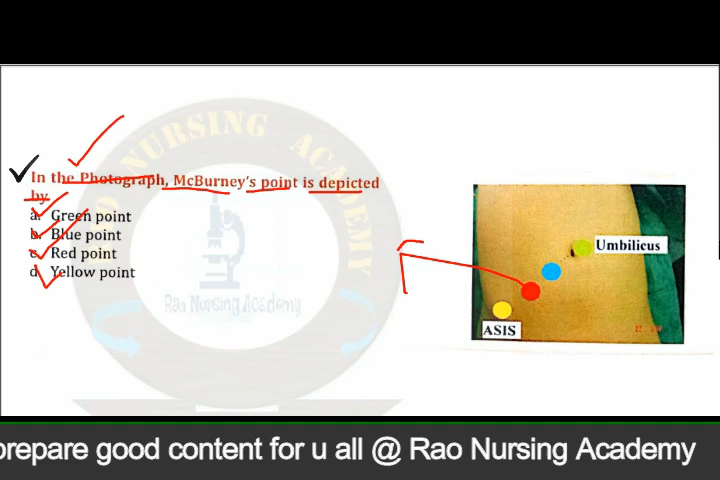 NURSING ACADEMY
In the Photograph, McBurney's point is depicted
by
a. Green point
b. Blue point
c. Red point
d. Yellow point
Umbilicus
ASIS
Rao Nursing Academy
prepare good content for u all @ Rao Nursing Academy